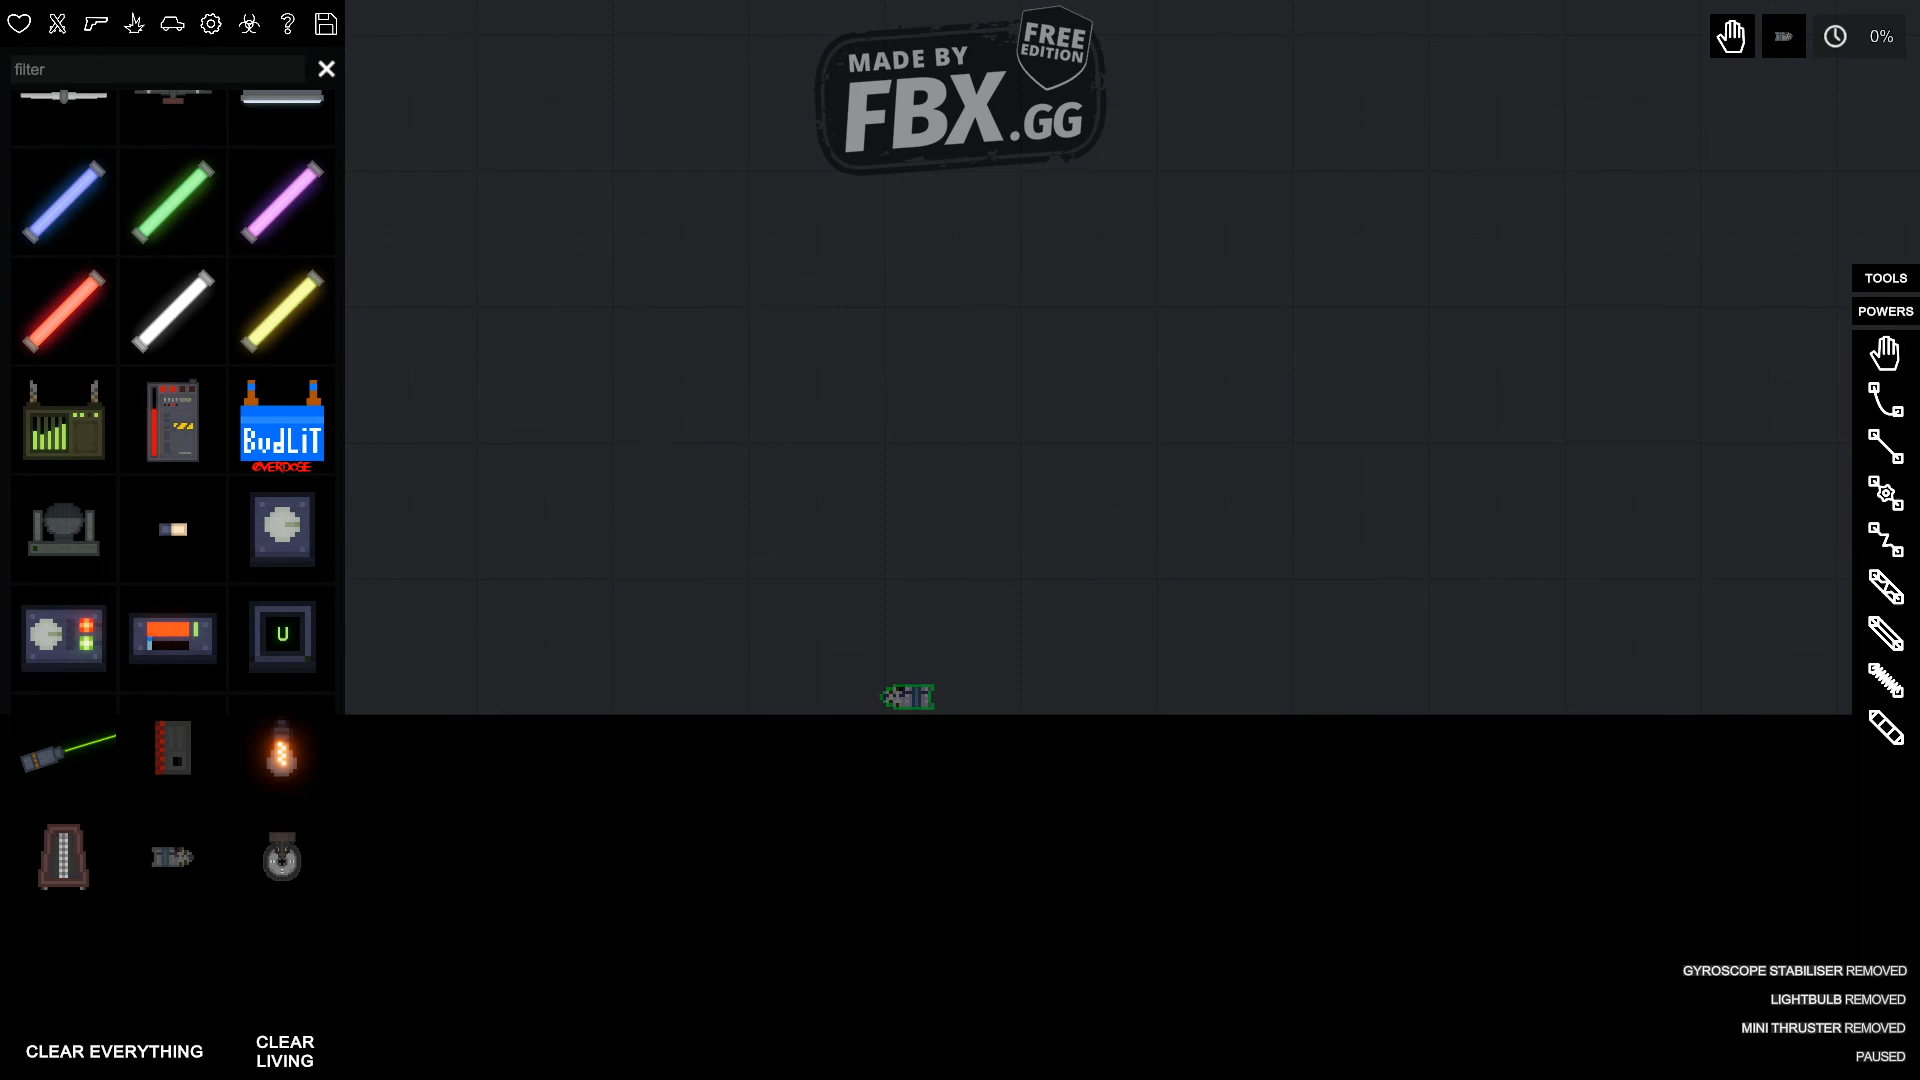 filter
MADE BY
FBX.GG
FREE
EDITION
0%
TOOLS
POWERS
BudLiT
OVERDOSE
U
GYROSCOPE STABILISER REMOVED
LIGHTBULB REMOVED
MINI THRUSTER REMOVED
PAUSED
CLEAR EVERYTHING
CLEAR
LIVING